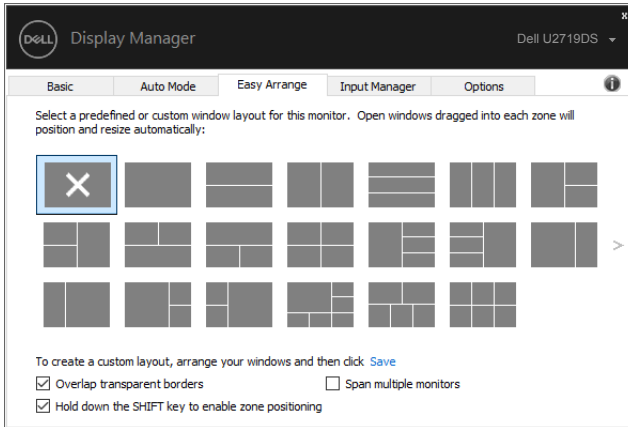 x
DELL Display Manager Dell U2719DS
Basic Auto Mode Easy Arrange Input Manager Options i
Select a predefined or custom window layout for this monitor. Open windows dragged into each zone will
position and resize automatically:
>
To create a custom layout, arrange your windows and then click Save
Overlap transparent borders Span multiple monitors
Hold down the SHIFT key to enable zone positioning